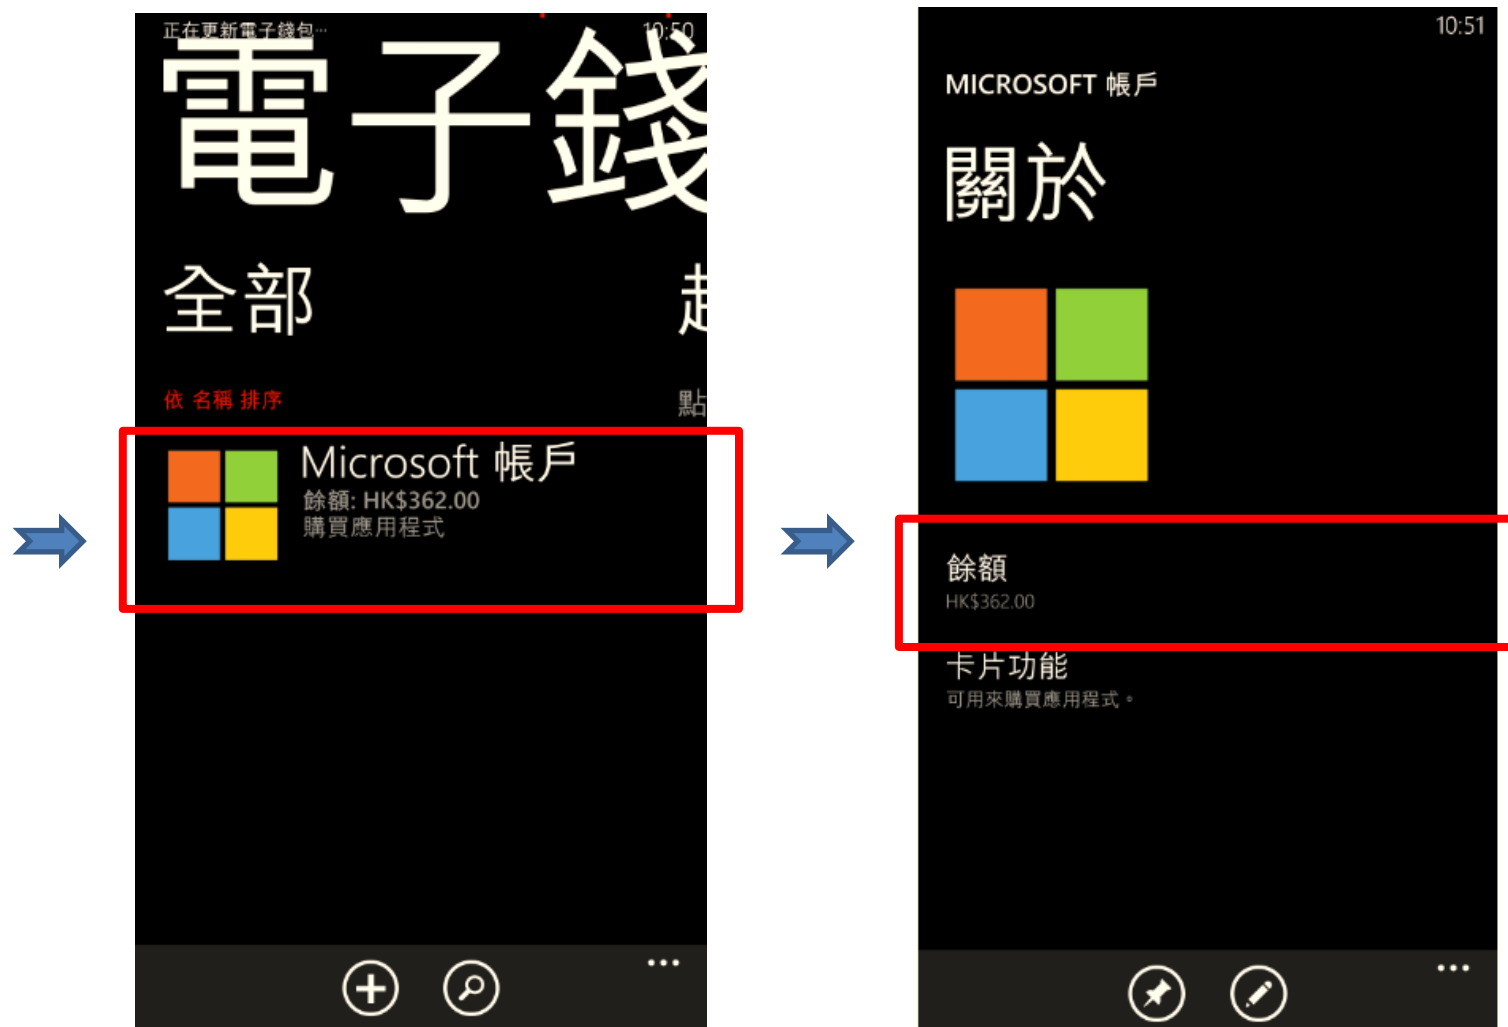 正在更新電子錢包…
10:50
電子錢
全部
依 名稱 排序
點
Microsoft 帳戶
餘額: HK$362.00
購買應用程式
10:51
MICROSOFT 帳戶
關於
餘額
HK$362.00
卡片功能
可用來購買應用程式。